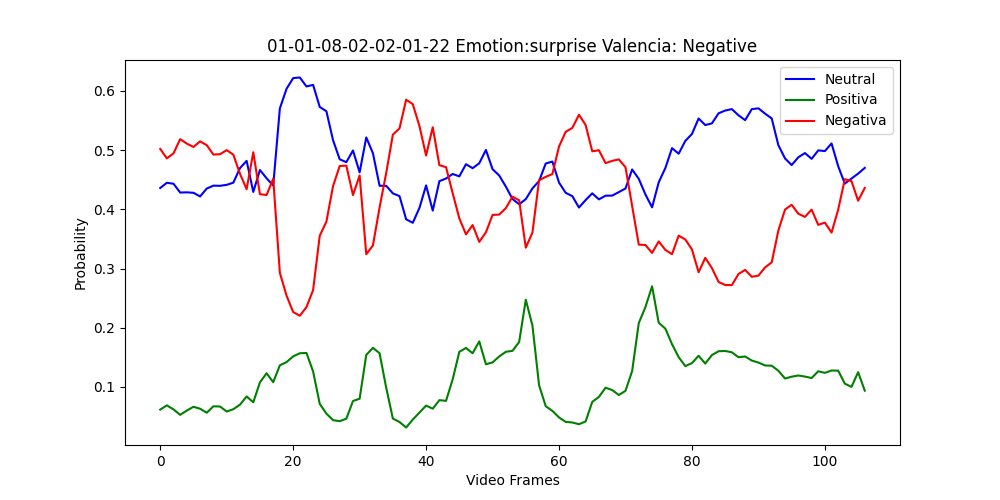 01-01-08-02-02-01-22 Emotion:surprise Valencia: Negative
Neutral
Positiva
Negativa
Probability
0.6
0.5
0.4
0.3
0.2
0.1
0 20 40 60 80 100
Video Frames